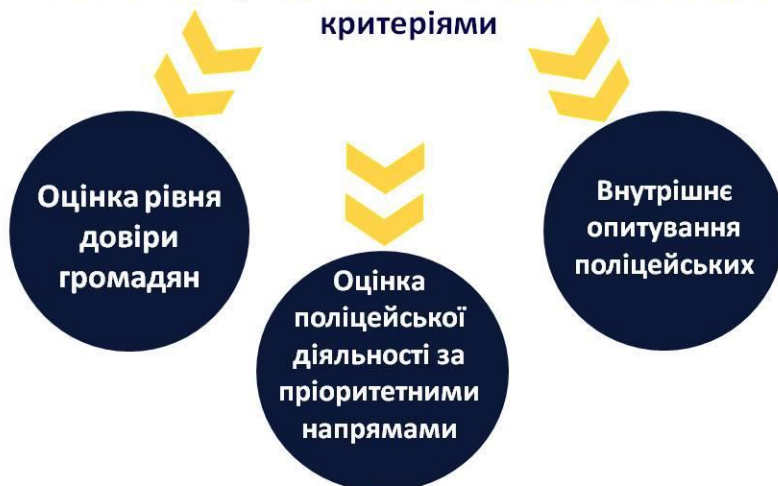 критеріями
Оцінка рівня
довіри
громадян
Оцінка
поліцейської
діяльності за
пріоритетними
напрямами
Внутрішнє
опитування
поліцейських